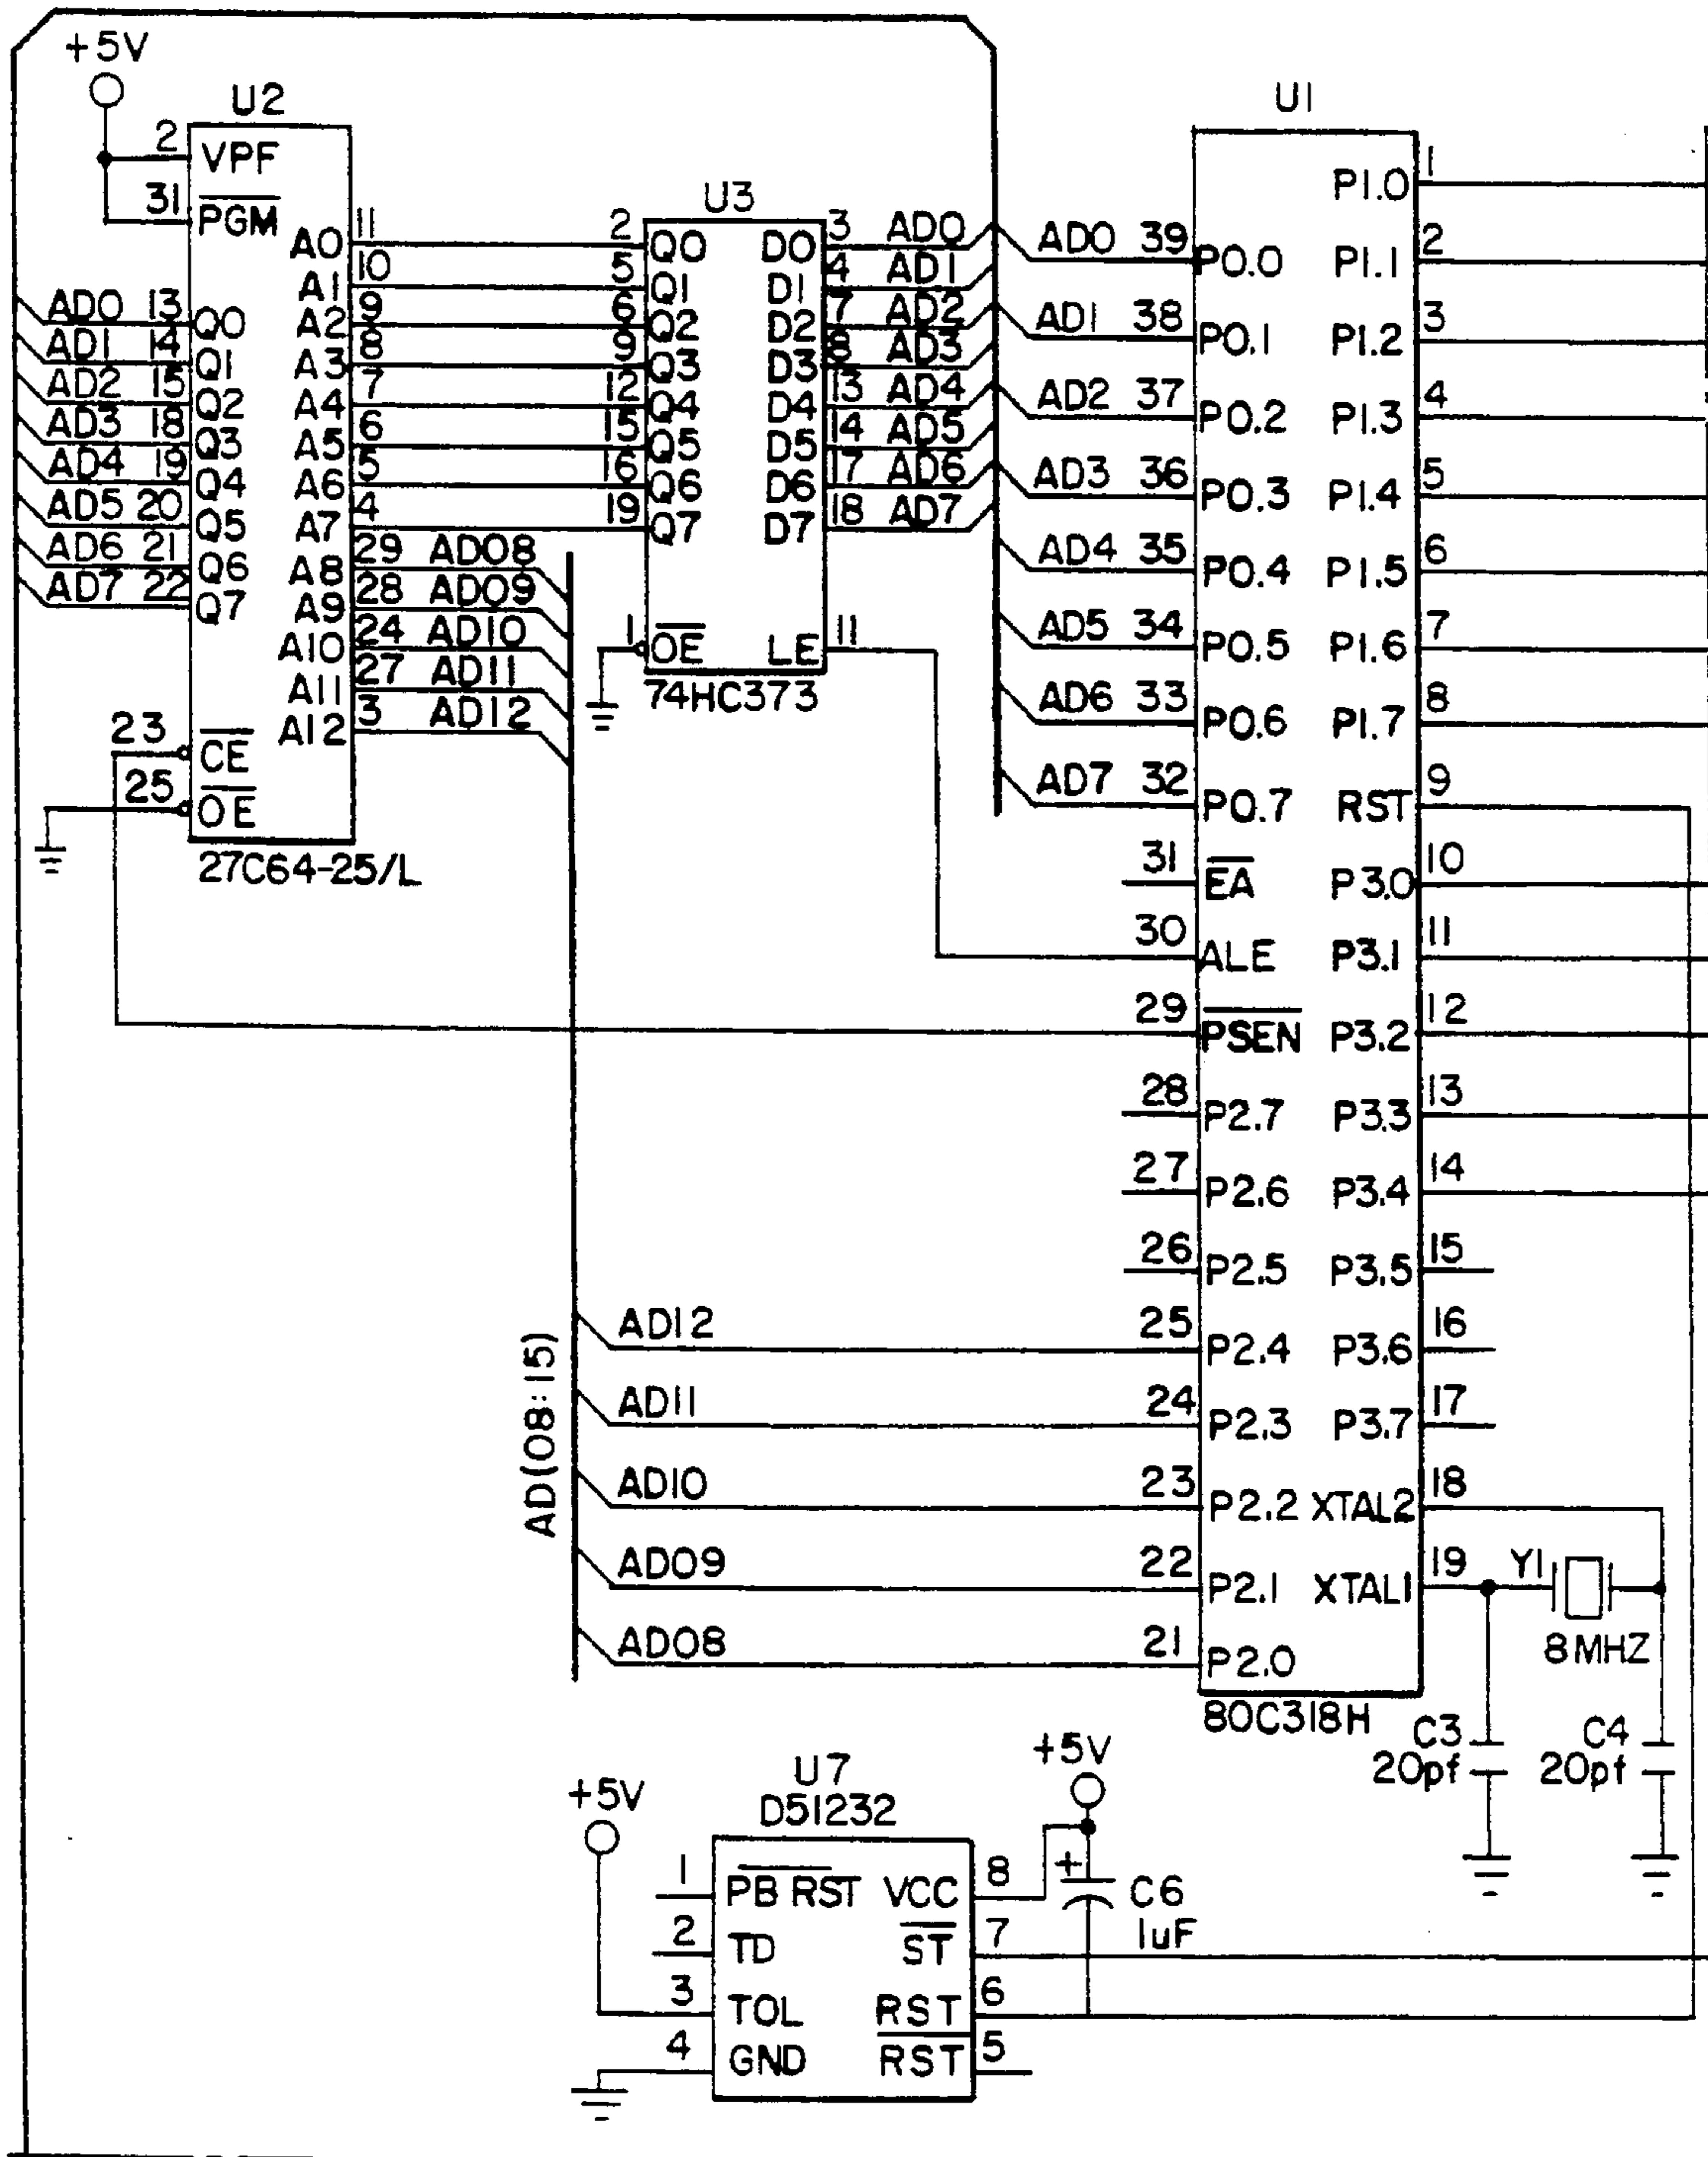 +5V
U2
2 VPF
31 PGM
A0 11
A1 10
A2 9
A3 8
A4 7
A5 6
A6 5
A7 4
A8 29 AD08
A9 28 AD09
A10 24 AD10
A11 27 AD11
A12 3 AD12
AD0 13 Q0
AD1 14 Q1
AD2 15 Q2
AD3 18 Q3
AD4 19 Q4
AD5 20 Q5
AD6 21 Q6
AD7 22 Q7
23 CE
25 OE
27C64-25/L
U3
2 Q0 D0 3 AD0
5 Q1 D1 4 AD1
6 Q2 D2 7 AD2
9 Q3 D3 8 AD3
12 Q4 D4 13 AD4
15 Q5 D5 14 AD5
16 Q6 D6 17 AD6
19 Q7 D7 18 AD7
1 OE LE 11
74HC373
U1
P1.0 1
AD0 39 P0.0 P1.1 2
AD1 38 P0.1 P1.2 3
AD2 37 P0.2 P1.3 4
AD3 36 P0.3 P1.4 5
AD4 35 P0.4 P1.5 6
AD5 34 P0.5 P1.6 7
AD6 33 P0.6 P1.7 8
AD7 32 P0.7 RST 9
31 EA P3.0 10
30 ALE P3.1 11
29 PSEN P3.2 12
28 P2.7 P3.3 13
27 P2.6 P3.4 14
26 P2.5 P3.5 15
AD12 25 P2.4 P3.6 16
AD11 24 P2.3 P3.7 17
AD10 23 P2.2 XTAL2 18
AD09 22 P2.1 XTAL1 19
AD08 21 P2.0
80C318H
AD(08:15)
Y1
8MHZ
C3
20pf
C4
20pf
+5V
U7
D51232
+5V
1 PB RST VCC 8
2 TD ST 7
3 TOL RST 6
4 GND RST 5
+
C6
1uF